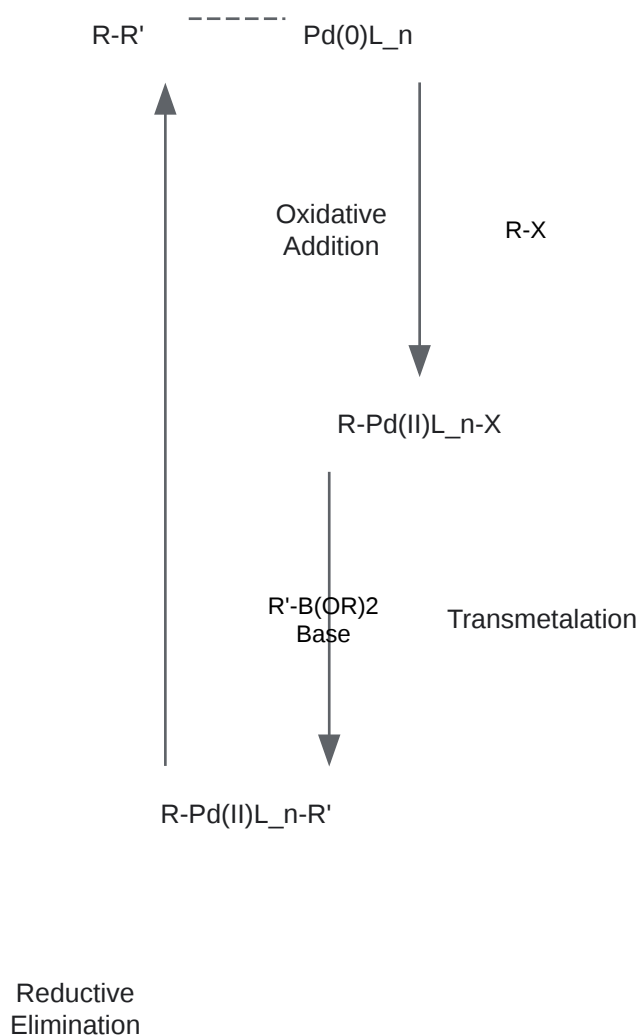 R-R'
Pd(0)L_n
Oxidative
Addition
R-X
R-Pd(II)L_n-X
R'-B(OR)2
Base
Transmetalation
R-Pd(II)L_n-R'
Reductive
Elimination